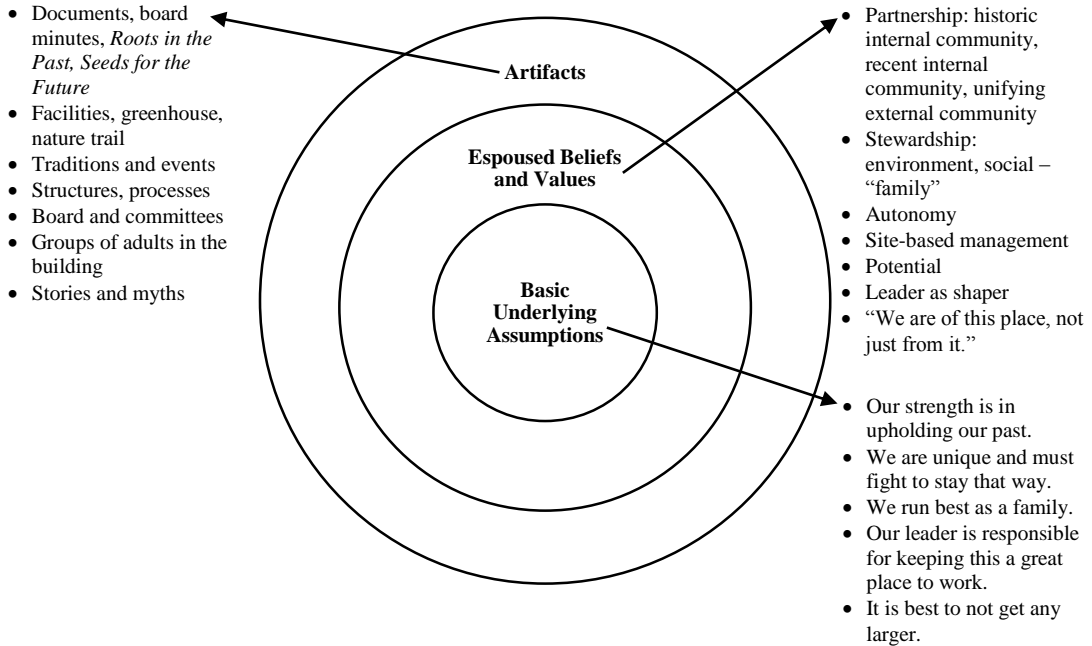 • Documents, board
minutes, Roots in the
Past, Seeds for the
Future
• Facilities, greenhouse,
nature trail
• Traditions and events
• Structures, processes
• Board and committees
• Groups of adults in the
building
• Stories and myths
Artifacts
Espoused Beliefs
and Values
Basic
Underlying
Assumptions
• Partnership: historic
internal community,
recent internal
community, unifying
external community
• Stewardship:
environment, social –
“family”
• Autonomy
• Site-based management
• Potential
• Leader as shaper
• “We are of this place, not
just from it.”
• Our strength is in
upholding our past.
• We are unique and must
fight to stay that way.
• We run best as a family.
• Our leader is responsible
for keeping this a great
place to work.
• It is best to not get any
larger.